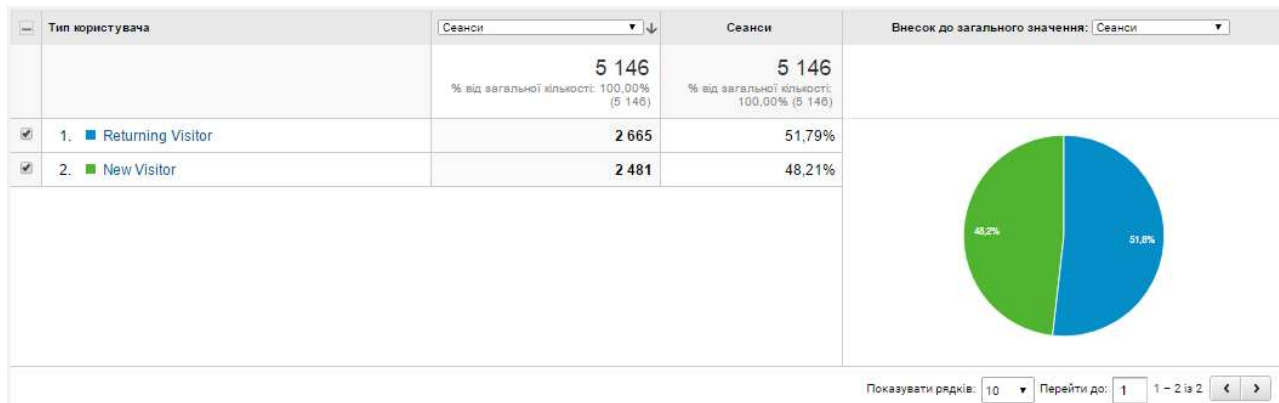 Тип користувача
Сеанси
Сеанси
Внесок до загального значення: Сеанси
5 146
% від загальної кількості: 100,00%
(5 146)
5 146
% від загальної кількості:
100,00% (5 146)
1. Returning Visitor 2 665 51,79%
2. New Visitor 2 481 48,21%
48,2%
51,8%
Показувати рядків: 10 Перейти до: 1 1 – 2 із 2